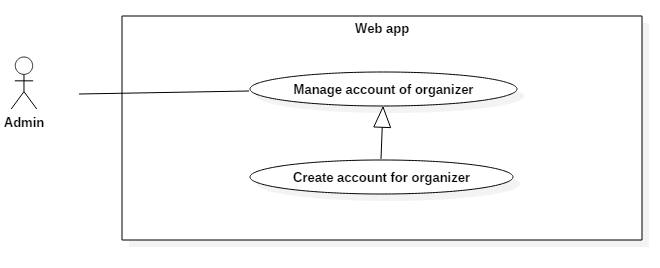 Web app
Admin
Manage account of organizer
Create account for organizer